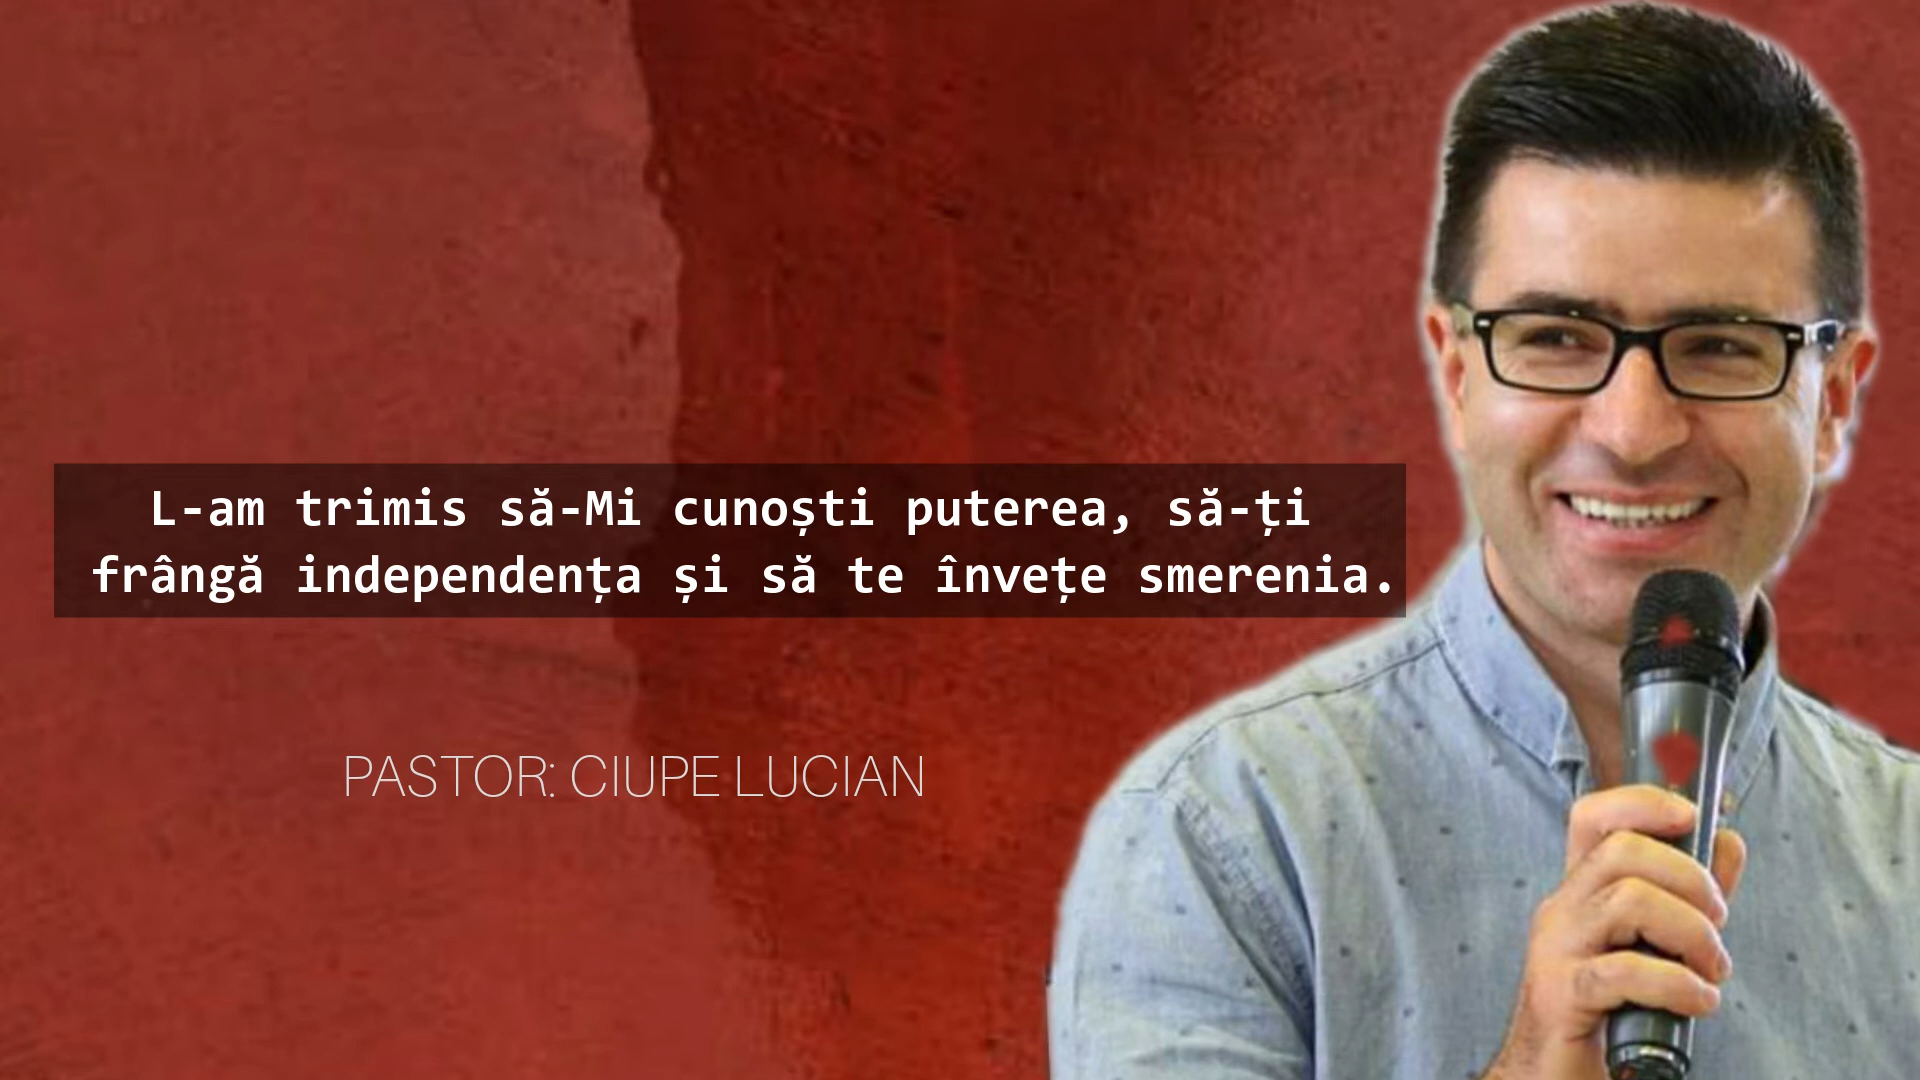 L-am trimis să-Mi cunoști puterea, să-ți
frângă independența și să te învețe smerenia.
PASTOR: CIUPE LUCIAN